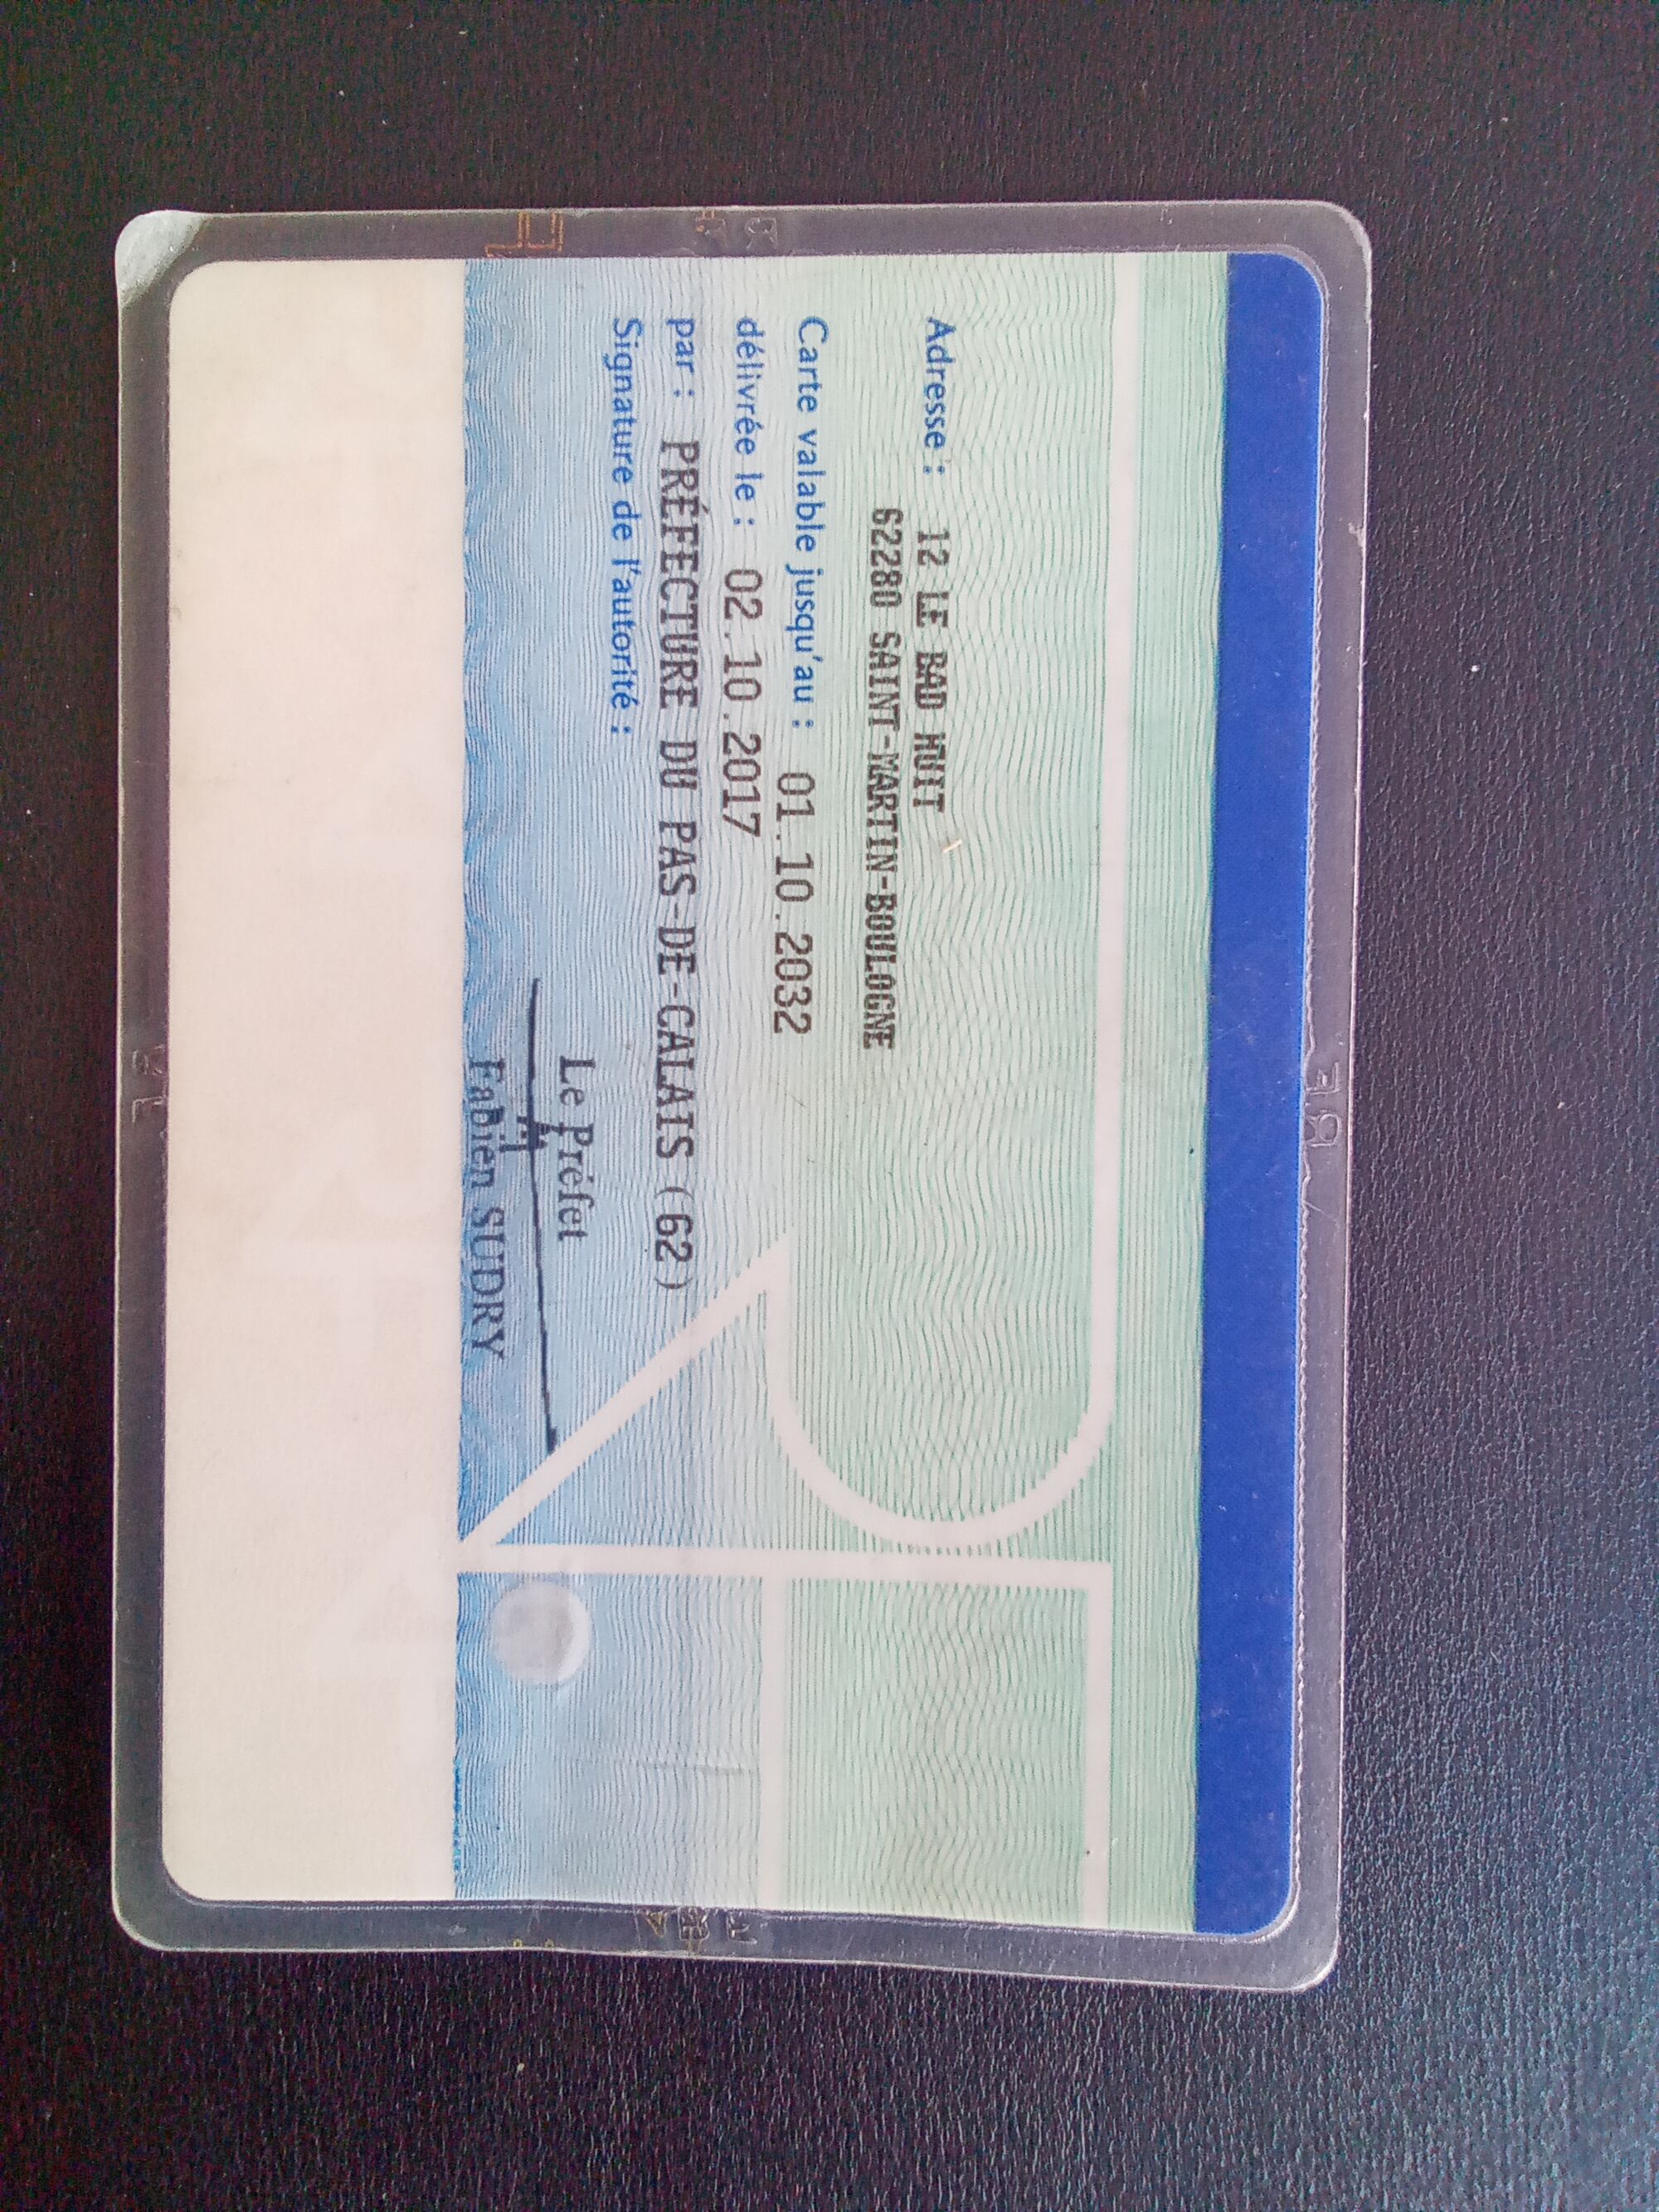 Adresse : 12 LE BAD HUIT
62280 SAINT-MARTIN-BOULOGNE
Carte valable jusqu'au : 01.10.2032
délivrée le : 02.10.2017
par : PRÉFECTURE DU PAS-DE-CALAIS (62)
Signature de l'autorité :
Le Préfet
Fabien SUDRY